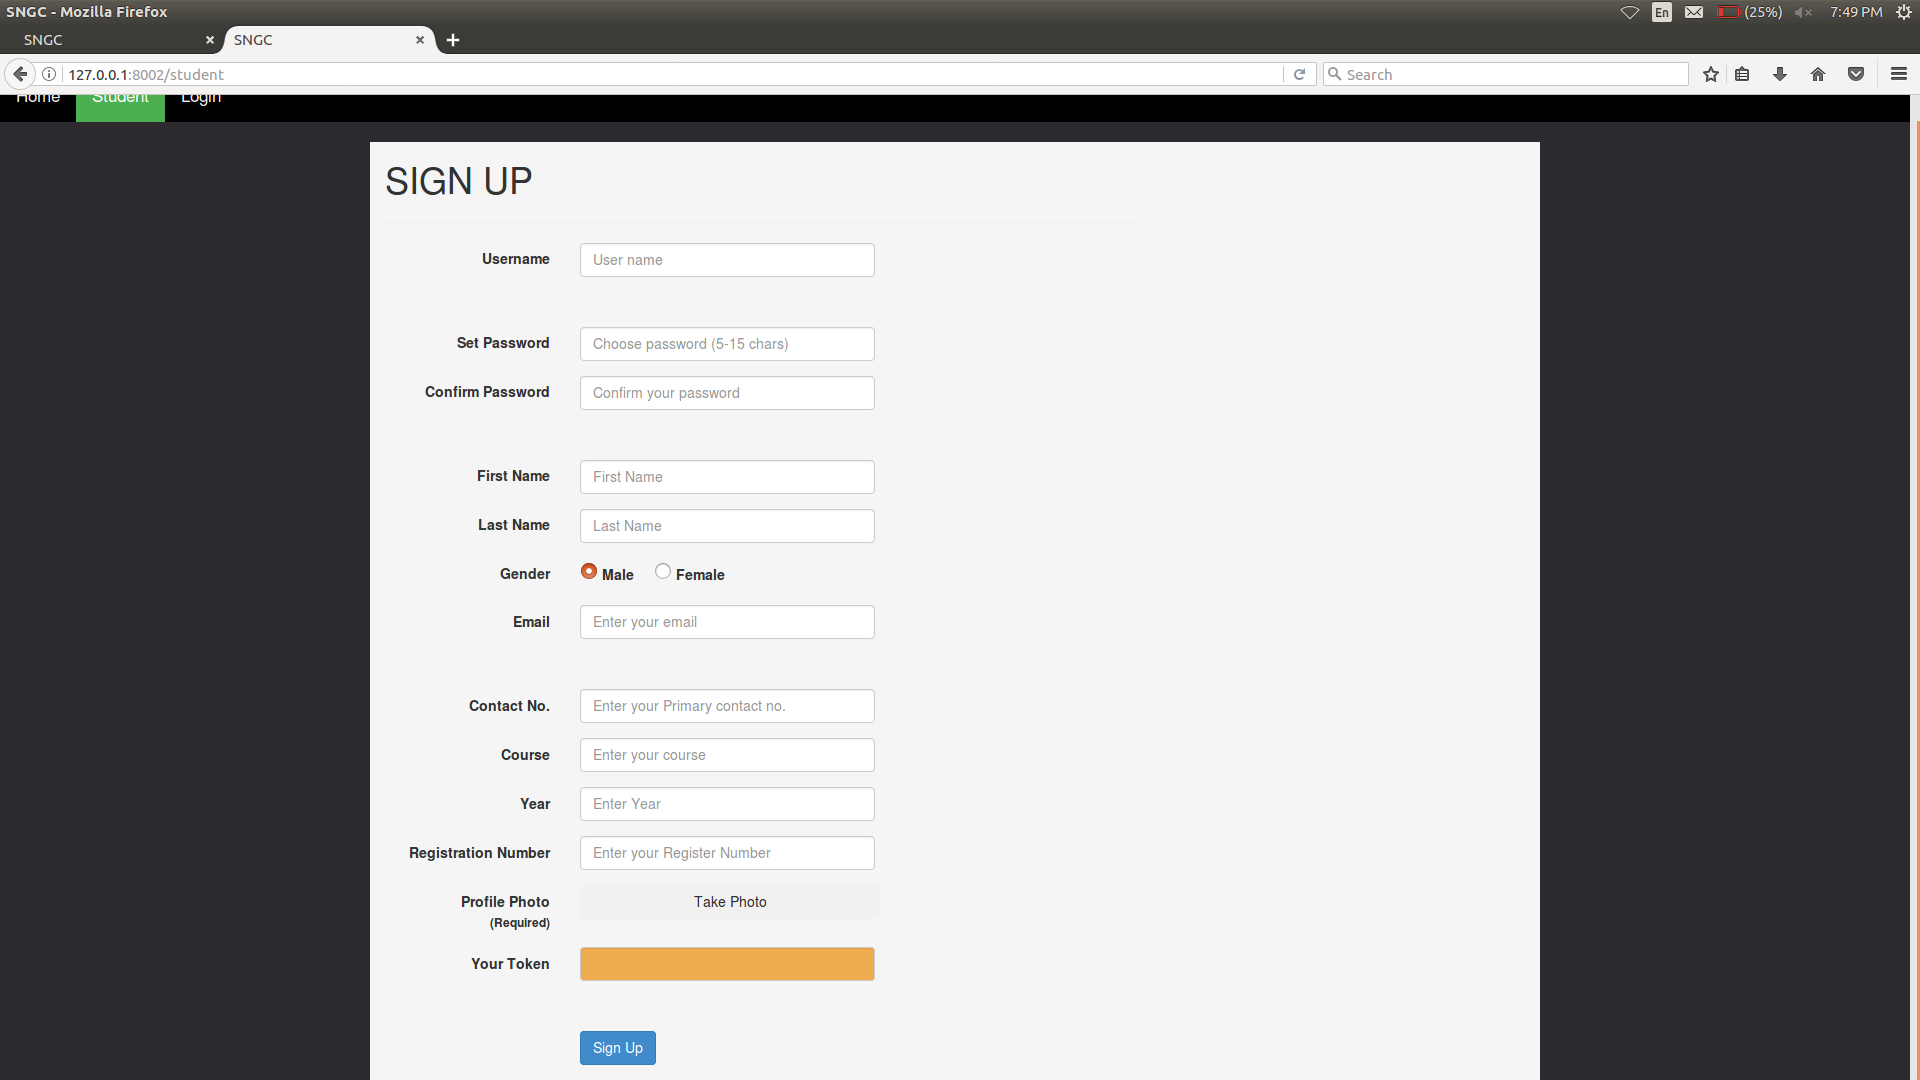 SNGC - Mozilla Firefox
En (25%) 7:49 PM
SNGC × SNGC × +
127.0.0.1:8002/student
Search
Home Student Login
SIGN UP
Username User name
Set Password Choose password (5-15 chars)
Confirm Password Confirm your password
First Name First Name
Last Name Last Name
Gender Male Female
Email Enter your email
Contact No. Enter your Primary contact no.
Course Enter your course
Year Enter Year
Registration Number Enter your Register Number
Profile Photo Take Photo
(Required)
Your Token
Sign Up